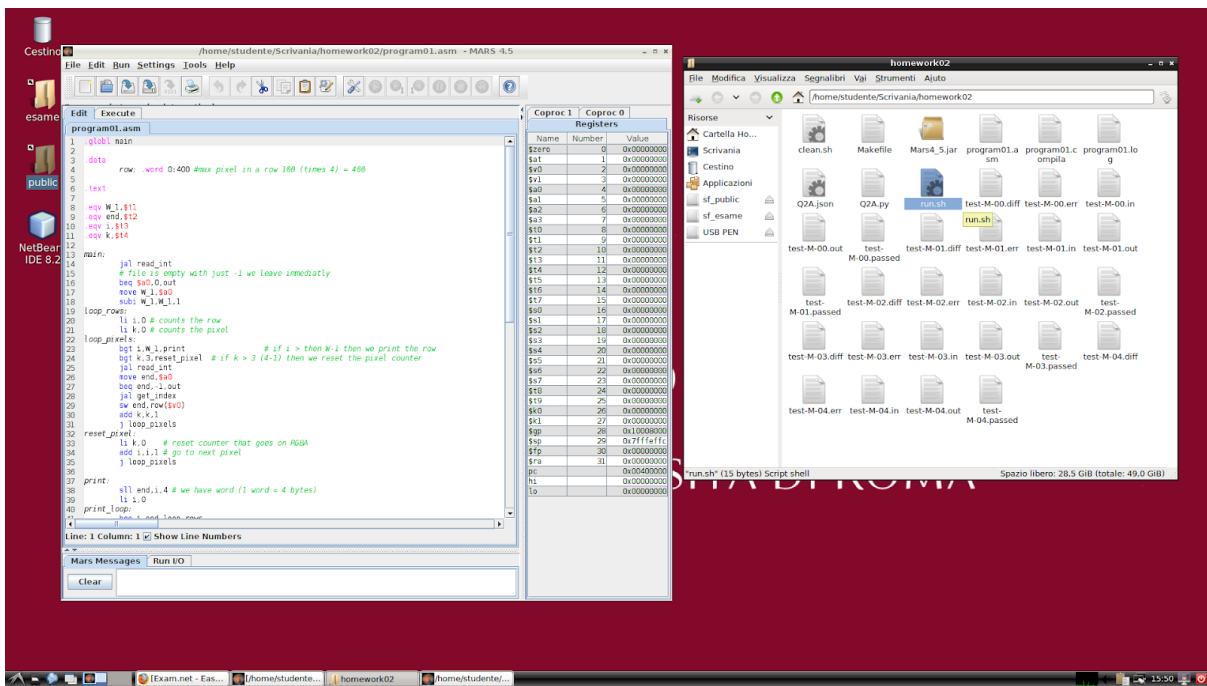 Cestino
esame
public
NetBean
IDE 8.2
/home/studente/Scrivania/homework02/program01.asm - MARS 4.5
File Edit Run Settings Tools Help
Edit Execute
program01.asm
1 .globl main
2
3 .data
4 row: .word 0:400 #max pixel in a row 100 (times 4) = 400
5
6 .text
7
8 .eqv W_1,$t1
9 .eqv end,$t2
10 .eqv i,$t3
11 .eqv k,$t4
12
13 main:
14 jal read_int
15 # file is empty with just -1 we leave immediatly
16 beq $a0,0,out
17 move W_1,$a0
18 subi W_1,W_1,1
19 loop_rows:
20 li i,0 # counts the row
21 li k,0 # counts the pixel
22 loop_pixels:
23 bgt i,W_1,print # if i > then W-1 then we print the row
24 bgt k,3,reset_pixel # if k > 3 (4-1) then we reset the pixel counter
25 jal read_int
26 move end,$a0
27 beq end,-1,out
28 jal get_index
29 sw end,row($v0)
30 add k,k,1
31 j loop_pixels
32 reset_pixel:
33 li k,0 # reset counter that goes on RGBA
34 add i,i,1 # go to next pixel
35 j loop_pixels
36
37 print:
38 sll end,i,4 # we have word (1 word = 4 bytes)
39 li i,0
40 print_loop:
Line: 1 Column: 1 Show Line Numbers
Mars Messages Run I/O
Clear
Coproc 1 Coproc 0
Registers
Name Number Value
$zero 0 0x00000000
$at 1 0x00000000
$v0 2 0x00000000
$v1 3 0x00000000
$a0 4 0x00000000
$a1 5 0x00000000
$a2 6 0x00000000
$a3 7 0x00000000
$t0 8 0x00000000
$t1 9 0x00000000
$t2 10 0x00000000
$t3 11 0x00000000
$t4 12 0x00000000
$t5 13 0x00000000
$t6 14 0x00000000
$t7 15 0x00000000
$s0 16 0x00000000
$s1 17 0x00000000
$s2 18 0x00000000
$s3 19 0x00000000
$s4 20 0x00000000
$s5 21 0x00000000
$s6 22 0x00000000
$s7 23 0x00000000
$t8 24 0x00000000
$t9 25 0x00000000
$k0 26 0x00000000
$k1 27 0x00000000
$gp 28 0x10008000
$sp 29 0x7fffeffc
$fp 30 0x00000000
$ra 31 0x00000000
pc 0x00400000
hi 0x00000000
lo 0x00000000
homework02
File Modifica Visualizza Segnalibri Vai Strumenti Aiuto
/home/studente/Scrivania/homework02
Risorse
Cartella Ho...
Scrivania
Cestino
Applicazioni
sf_public
sf_esame
USB PEN
clean.sh Makefile Mars4_5.jar program01.a program01.c program01.lo
sm ompila g
Q2A.json Q2A.py run.sh test-M-00.diff test-M-00.err test-M-00.in
run.sh
test-M-00.out test- test-M-01.diff test-M-01.err test-M-01.in test-M-01.out
M-00.passed
test- test-M-02.diff test-M-02.err test-M-02.in test-M-02.out test-
M-01.passed M-02.passed
test-M-03.diff test-M-03.err test-M-03.in test-M-03.out test- test-M-04.diff
M-03.passed
test-M-04.err test-M-04.in test-M-04.out test-
M-04.passed
"run.sh" (15 bytes) Script shell Spazio libero: 28.5 GiB (totale: 49.0 GiB)
ROMA
[Exam.net - Eas... [/home/studente... homework02 /home/studente/... 15:50